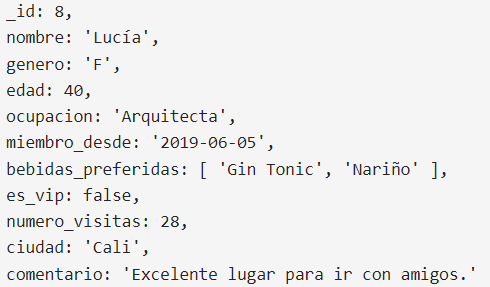 _id: 8,
nombre: 'Lucía',
genero: 'F',
edad: 40,
ocupacion: 'Arquitecta',
miembro_desde: '2019-06-05',
bebidas_preferidas: [ 'Gin Tonic', 'Nariño' ],
es_vip: false,
numero_visitas: 28,
ciudad: 'Cali',
comentario: 'Excelente lugar para ir con amigos.'